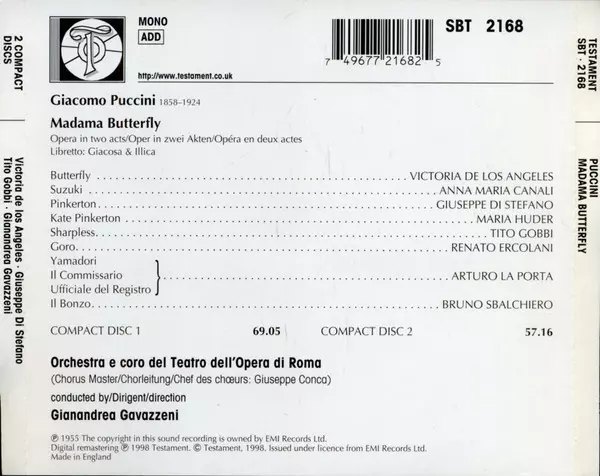 2 COMPACT
DISCS
Victoria de los Angeles · Giuseppe Di Stefano
Tito Gobbi · Gianandrea Gavazzeni
MONO
ADD
http://www.testament.co.uk
SBT 2168
7 49677 21682 5
Giacomo Puccini 1858–1924
Madama Butterfly
Opera in two acts/Oper in zwei Akten/Opéra en deux actes
Libretto: Giacosa & Illica
Butterfly VICTORIA DE LOS ANGELES
Suzuki ANNA MARIA CANALI
Pinkerton GIUSEPPE DI STEFANO
Kate Pinkerton MARIA HUDER
Sharpless TITO GOBBI
Goro RENATO ERCOLANI
Yamadori
Il Commissario ARTURO LA PORTA
Ufficiale del Registro
Il Bonzo BRUNO SBALCHIERO
COMPACT DISC 1 69.05 COMPACT DISC 2 57.16
Orchestra e coro del Teatro dell'Opera di Roma
(Chorus Master/Chorleitung/Chef des chœurs: Giuseppe Conca)
conducted by/Dirigent/direction
Gianandrea Gavazzeni
℗ 1955 The copyright in this sound recording is owned by EMI Records Ltd.
Digital remastering ℗ 1998 Testament. © Testament, 1998. Issued under licence from EMI Records Ltd.
Made in England
TESTAMENT
SBT · 2168
PUCCINI
MADAMA BUTTERFLY